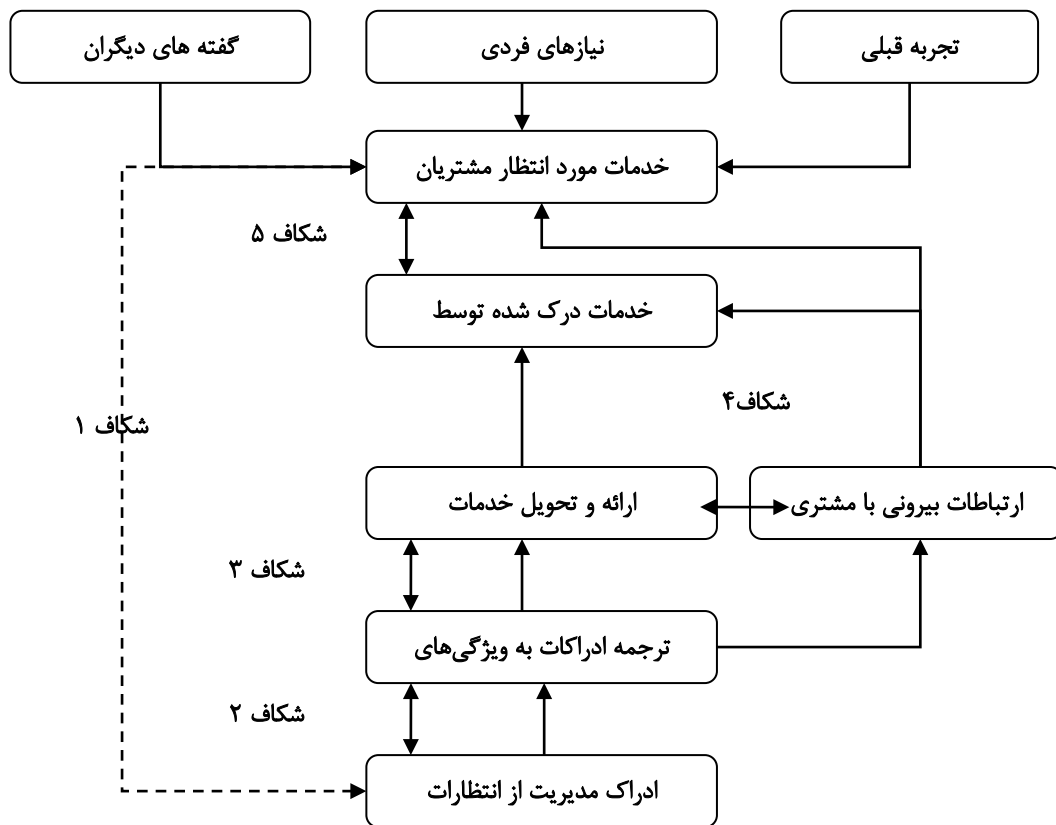 تجربه قبلی
نیازهای فردی
گفته های دیگران
خدمات مورد انتظار مشتریان
شکاف ۵
خدمات درک شده توسط
شکاف۴
شکاف ۱
ارتباطات بیرونی با مشتری
ارائه و تحویل خدمات
شکاف ۳
ترجمه ادراکات به ویژگی‌های
شکاف ۲
ادراک مدیریت از انتظارات